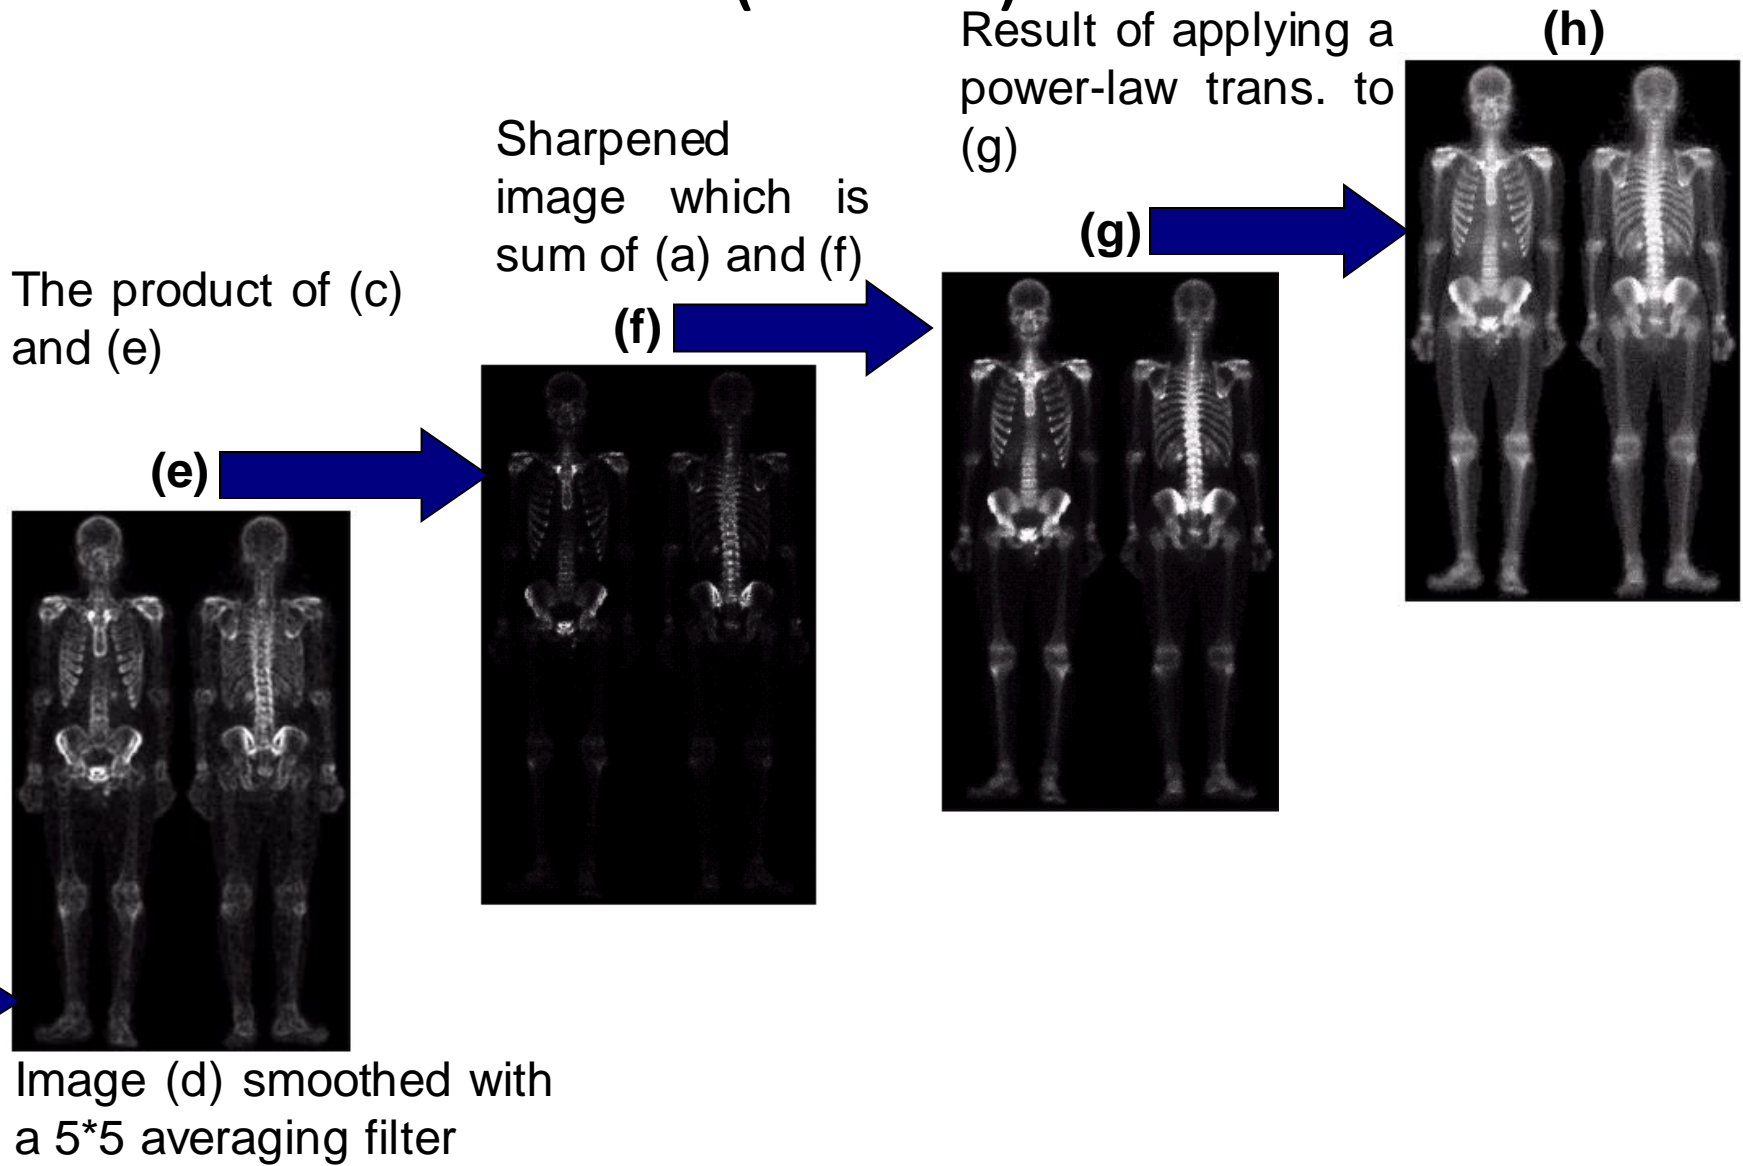 Result of applying a
power-law trans. to
(g)
(h)
Sharpened
image which is
sum of (a) and (f)
(g)
The product of (c)
and (e)
(f)
(e)
Image (d) smoothed with
a 5*5 averaging filter